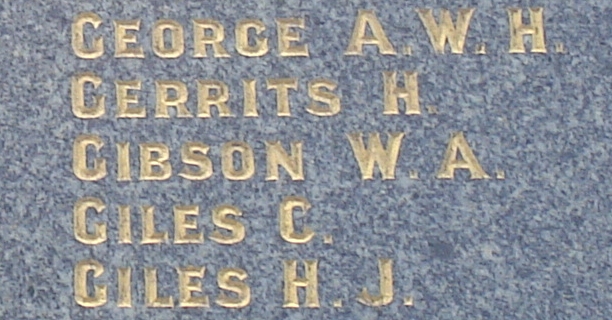 GEORGE A.W.H.
GERRITS H.
GIBSON W.A.
GILES C.
GILES H.J.